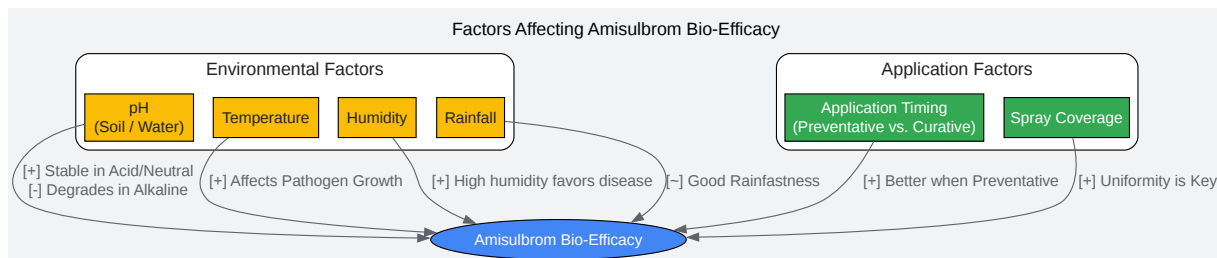 Factors Affecting Amisulbrom Bio-Efficacy
Environmental Factors
pH
(Soil / Water)
Temperature
Humidity
Rainfall
Application Factors
Application Timing
(Preventative vs. Curative)
Spray Coverage
[+] Stable in Acid/Neutral
[-] Degrades in Alkaline
[+] Affects Pathogen Growth
[+] High humidity favors disease
[~] Good Rainfastness
[+] Better when Preventative
[+] Uniformity is Key
Amisulbrom Bio-Efficacy